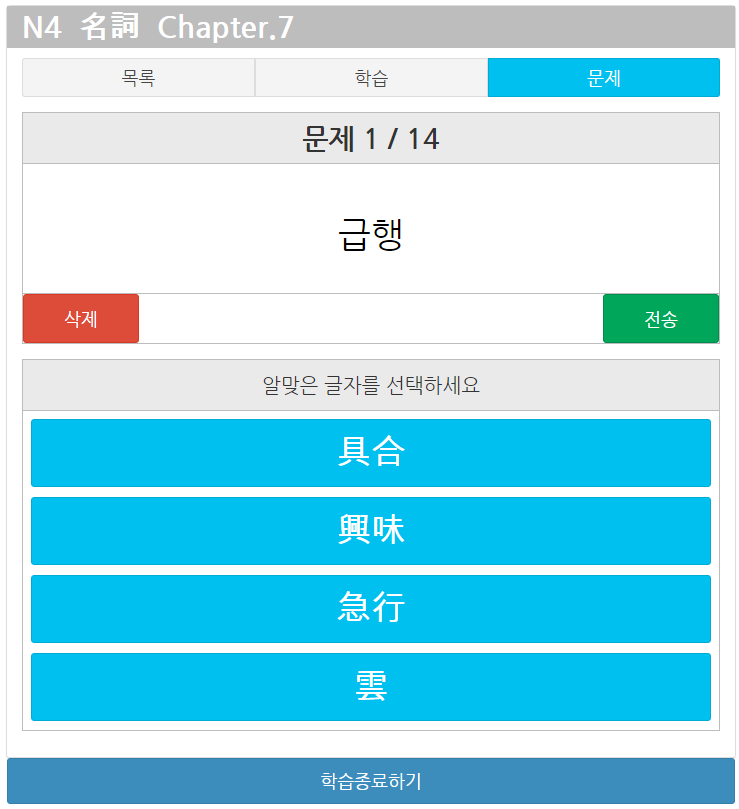 N4 名詞 Chapter.7
목록 학습 문제
문제 1 / 14
급행
삭제 전송
알맞은 글자를 선택하세요
具合
興味
急行
雲
학습종료하기